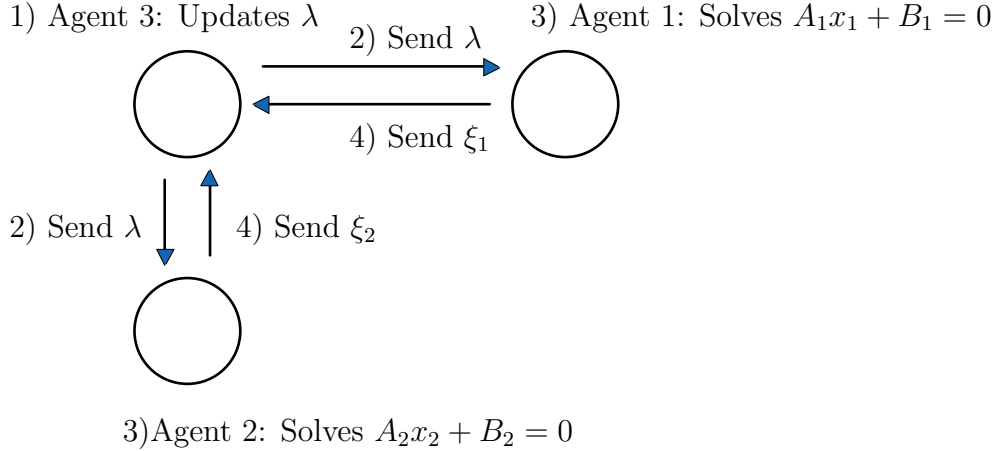 1) Agent 3: Updates λ
3) Agent 1: Solves A₁x₁ + B₁ = 0
2) Send λ
4) Send ξ₁
2) Send λ
4) Send ξ₂
3)Agent 2: Solves A₂x₂ + B₂ = 0